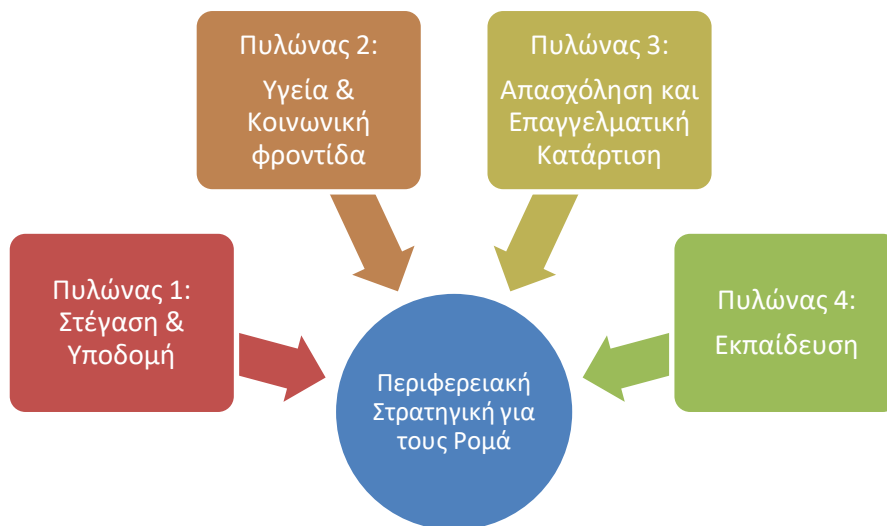 Πυλώνας 1:
Στέγαση &
Υποδομή
Πυλώνας 2:
Υγεία &
Κοινωνική
φροντίδα
Πυλώνας 3:
Απασχόληση και
Επαγγελματική
Κατάρτιση
Πυλώνας 4:
Εκπαίδευση
Περιφερειακή
Στρατηγική για
τους Ρομά